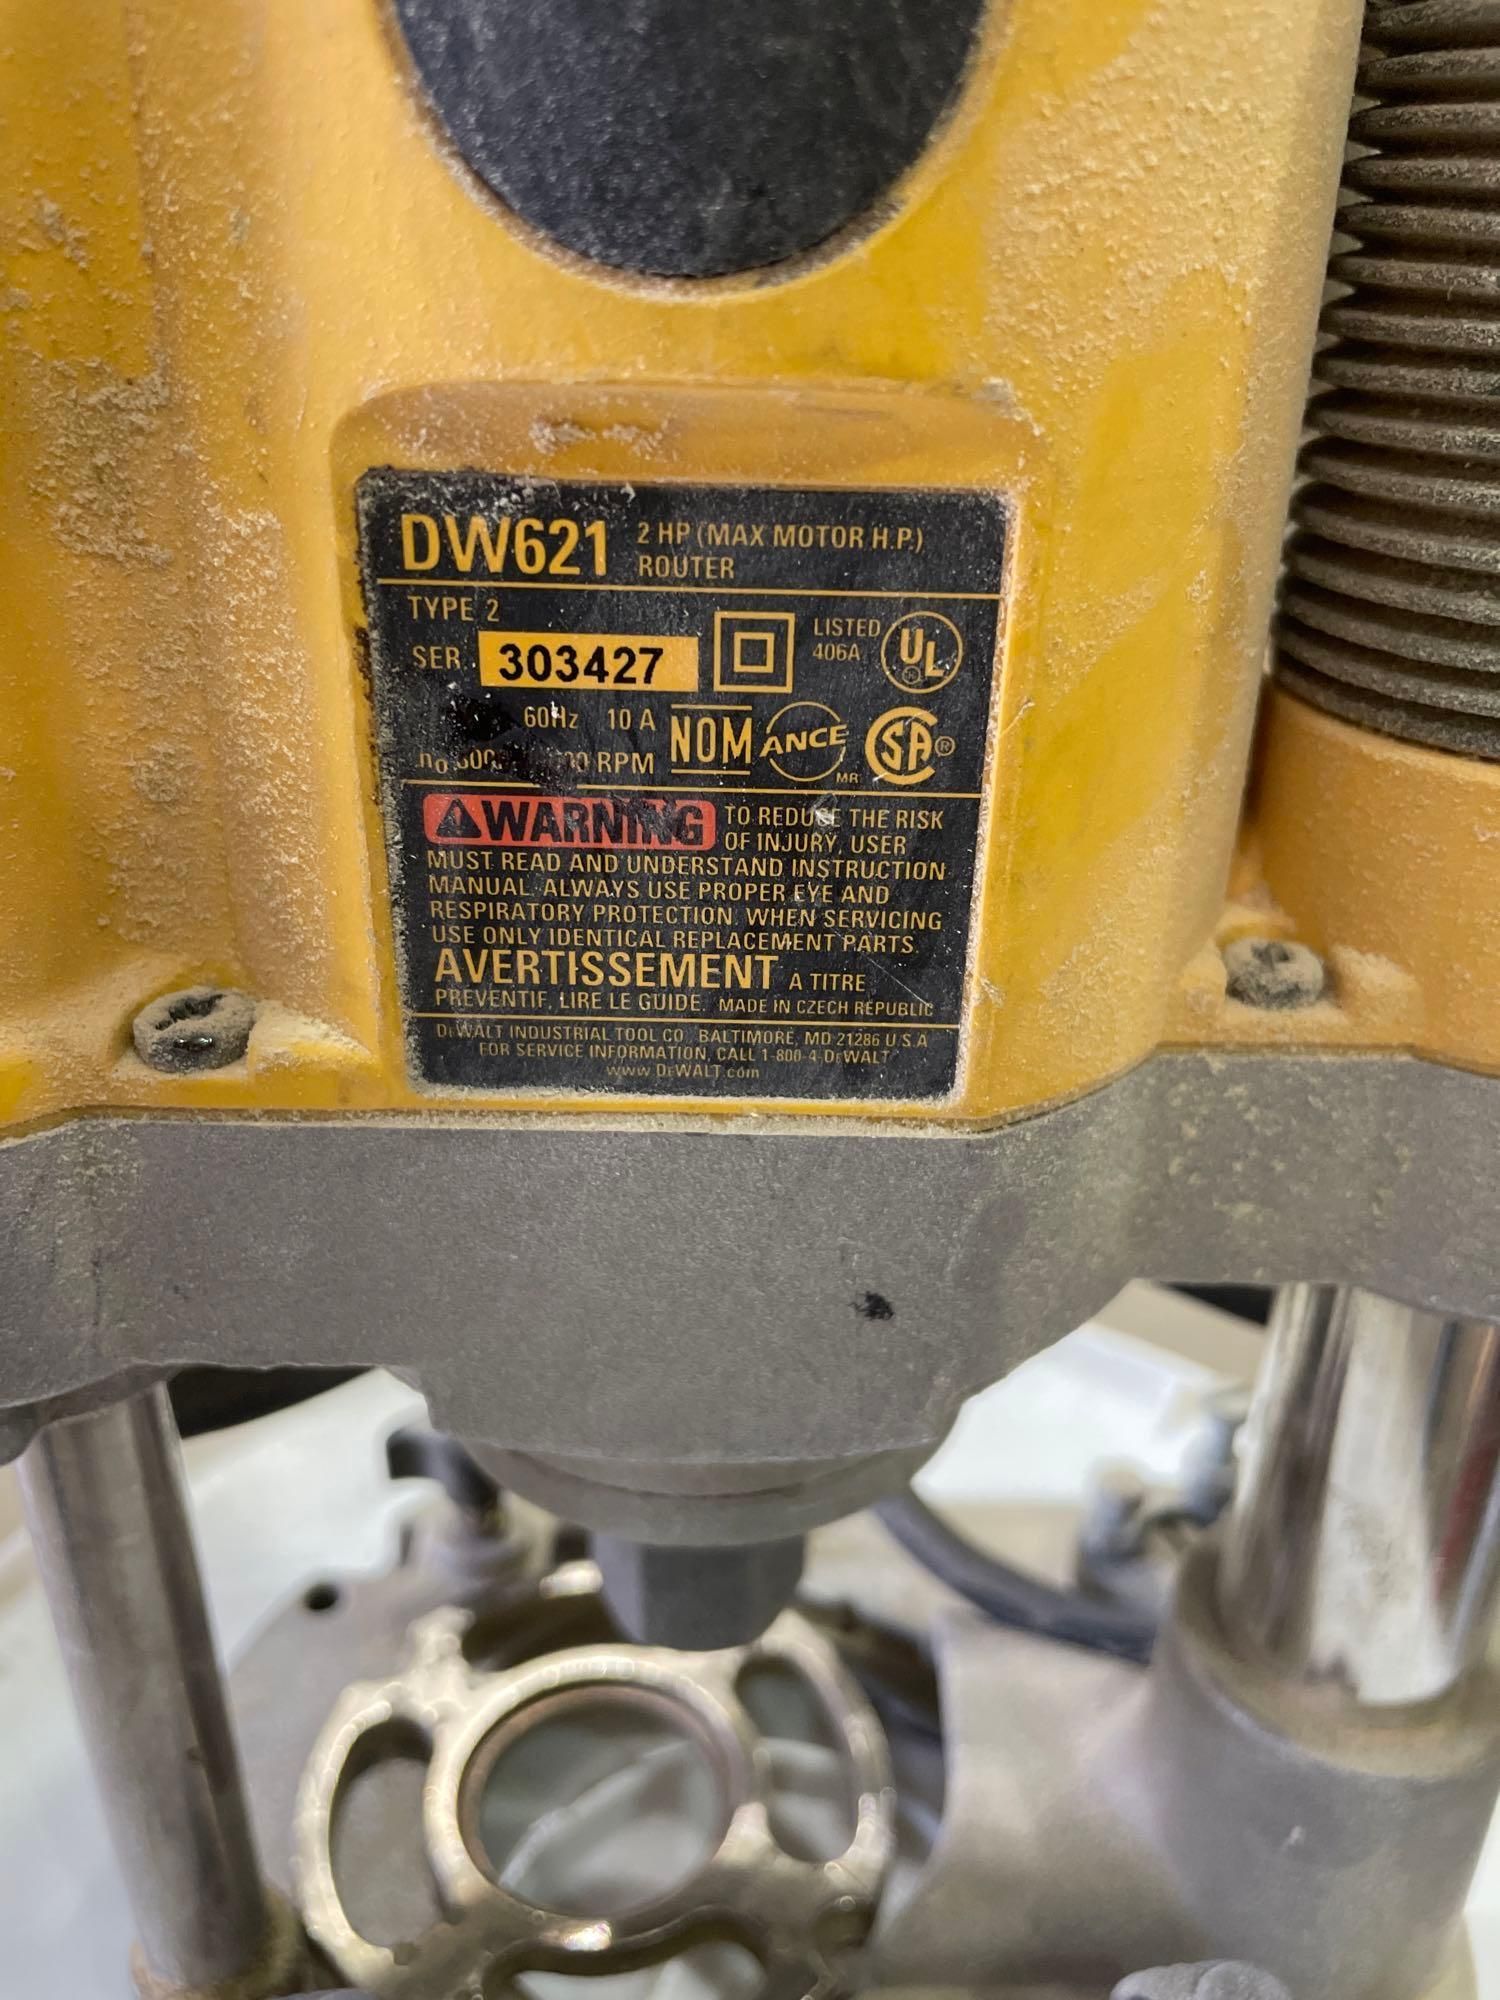 DW621 2 HP (MAX MOTOR H.P.)
ROUTER
TYPE 2
SER. 303427
LISTED
406A
UL
®
60Hz 10 A
RPM
NOM
ANCE
MR
SA®
WARNING TO REDUCE THE RISK
OF INJURY, USER
MUST READ AND UNDERSTAND INSTRUCTION
MANUAL. ALWAYS USE PROPER EYE AND
RESPIRATORY PROTECTION. WHEN SERVICING
USE ONLY IDENTICAL REPLACEMENT PARTS.
AVERTISSEMENT A TITRE
PREVENTIF, LIRE LE GUIDE. MADE IN CZECH REPUBLIC
DEWALT INDUSTRIAL TOOL CO. BALTIMORE, MD 21286 U.S.A
FOR SERVICE INFORMATION, CALL 1-800-4-DEWALT
www.DEWALT.com